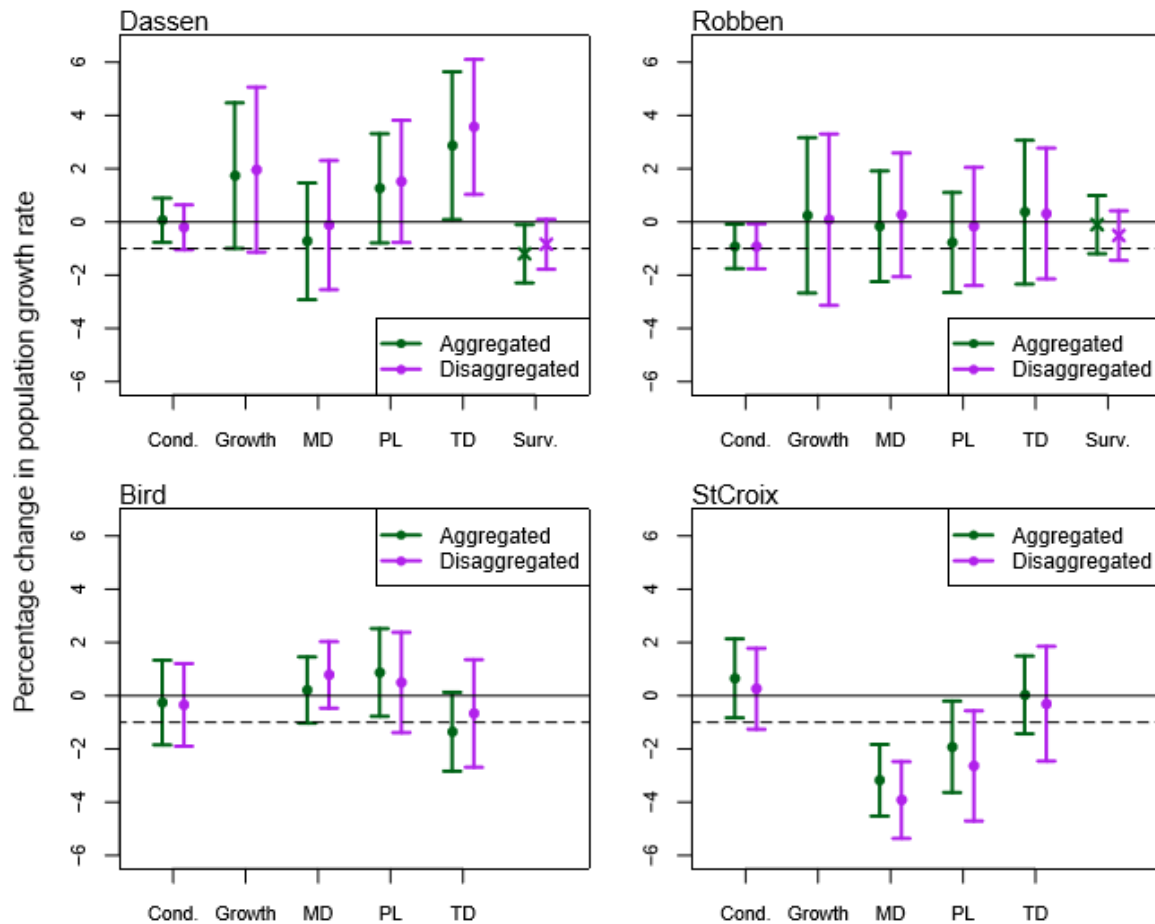 Percentage change in population growth rate
Dassen
6
4
2
0
−2
−4
−6
Aggregated
Disaggregated
Cond. Growth MD PL TD Surv.
Robben
6
4
2
0
−2
−4
−6
Aggregated
Disaggregated
Cond. Growth MD PL TD Surv.
Bird
6
4
2
0
−2
−4
−6
Aggregated
Disaggregated
Cond. Growth MD PL TD
StCroix
6
4
2
0
−2
−4
−6
Aggregated
Disaggregated
Cond. Growth MD PL TD